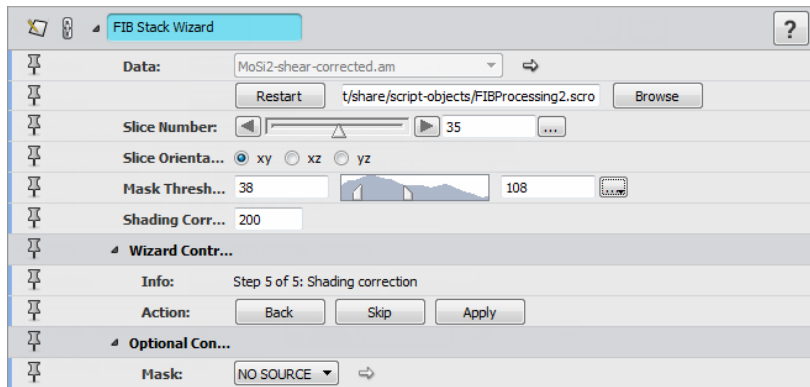 FIB Stack Wizard ?
Data: MoSi2-shear-corrected.am
Restart t/share/script-objects/FIBProcessing2.scro Browse
Slice Number: 35 ...
Slice Orienta... xy xz yz
Mask Thresh... 38 108 ...
Shading Corr... 200
Wizard Contr...
Info: Step 5 of 5: Shading correction
Action: Back Skip Apply
Optional Con...
Mask: NO SOURCE